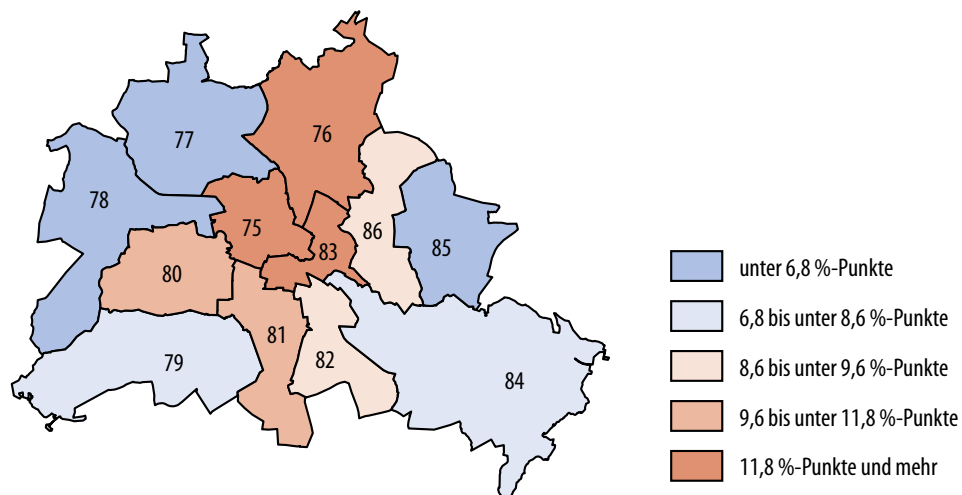 76
77
78
75
86
83
85
80
81
79
82
84
unter 6,8 %-Punkte
6,8 bis unter 8,6 %-Punkte
8,6 bis unter 9,6 %-Punkte
9,6 bis unter 11,8 %-Punkte
11,8 %-Punkte und mehr